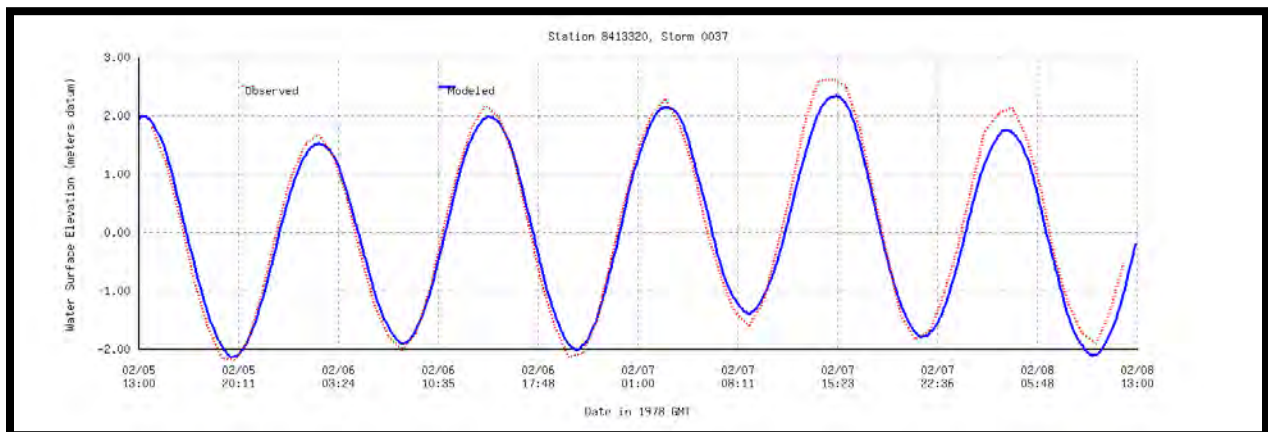 Station 8413320, Storm 0037
Water Surface Elevation (meters datum)
3.00
2.00
1.00
0.00
-1.00
-2.00
Observed
Modeled
02/05 02/05 02/06 02/06 02/06 02/07 02/07 02/07 02/07 02/08 02/08
13:00 20:11 03:24 10:35 17:48 01:00 08:11 15:23 22:36 05:48 13:00
Date in 1978 GMT